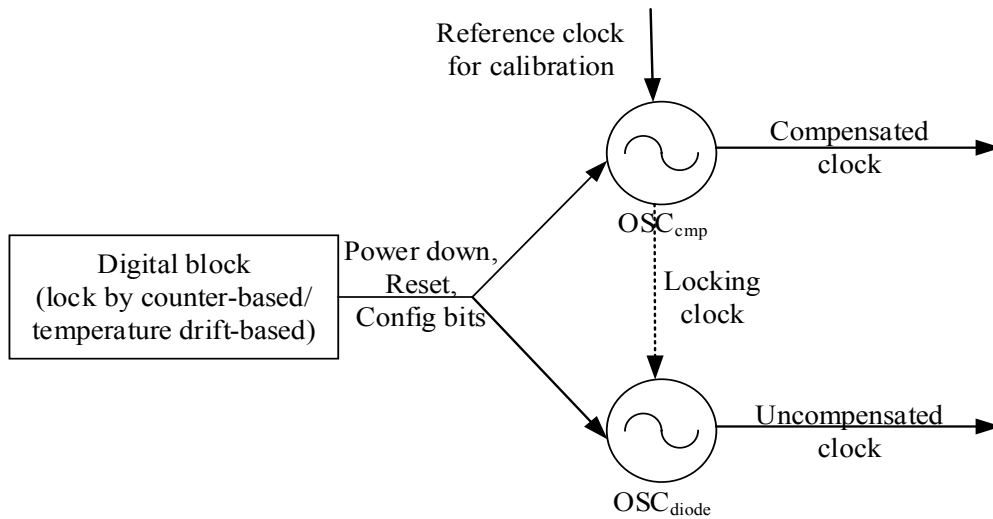 Reference clock
for calibration
Compensated
clock
OSCcmp
Digital block
(lock by counter-based/
temperature drift-based)
Power down,
Reset,
Config bits
Locking
clock
Uncompensated
clock
OSCdiode